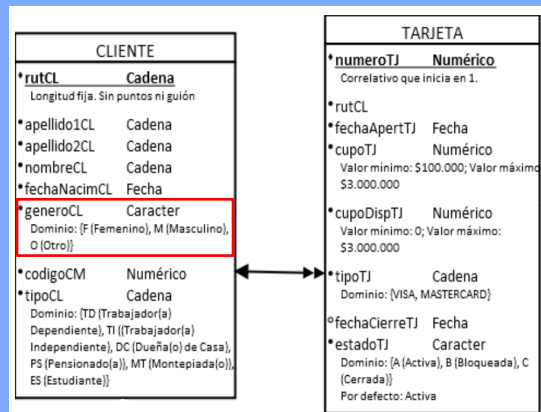 CLIENTE
rutCL Cadena
Longitud fija. Sin puntos ni guión
apellido1CL Cadena
apellido2CL Cadena
nombreCL Cadena
fechaNacimCL Fecha
generoCL Caracter
Dominio: {F (Femenino), M (Masculino),
O (Otro)}
codigoCM Numérico
tipoCL Cadena
Dominio: {TD (Trabajador(a)
Dependiente), TI ((Trabajador(a)
Independiente), DC (Dueña(o) de Casa),
PS (Pensionado(a)), MT (Montepiada(o)),
ES (Estudiante)}
TARJETA
numeroTJ Numérico
Correlativo que inicia en 1.
rutCL
fechaApertTJ Fecha
cupoTJ Numérico
Valor mínimo: $100.000; Valor máximo
$3.000.000
cupoDispTJ Numérico
Valor minimo: 0; Valor máximo:
$3.000.000
tipoTJ Cadena
Dominio: {VISA, MASTERCARD}
fechaCierreTJ Fecha
estadoTJ Caracter
Dominio: {A (Activa), B (Bloqueada), C
(Cerrada)}
Por defecto: Activa